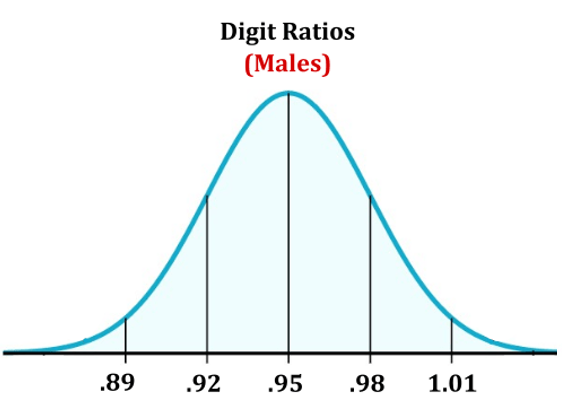 Digit Ratios
(Males)
.89 .92 .95 .98 1.01